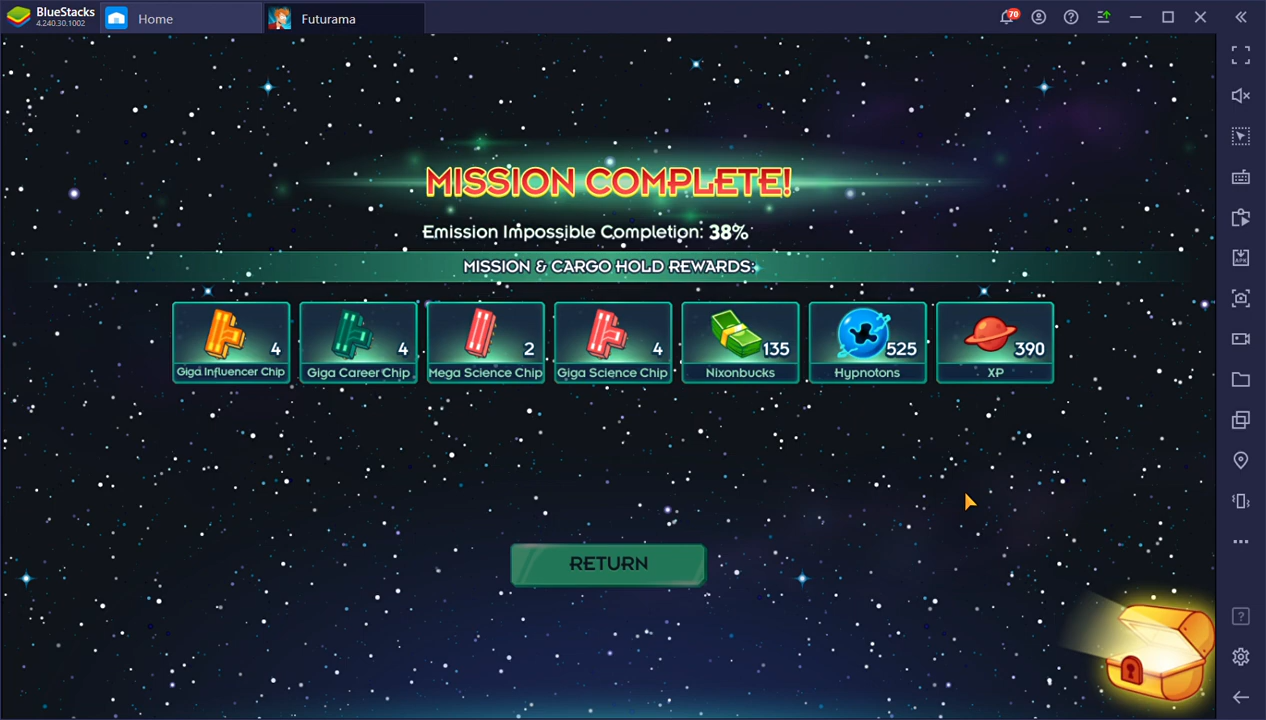 BlueStacks
4.240.30.1002
Home
Futurama
70
MISSION COMPLETE!
Emission Impossible Completion: 38%
MISSION & CARGO HOLD REWARDS:
4
4
2
4
135
525
390
Giga Influencer Chip
Giga Career Chip
Mega Science Chip
Giga Science Chip
Nixonbucks
Hypnotons
XP
RETURN